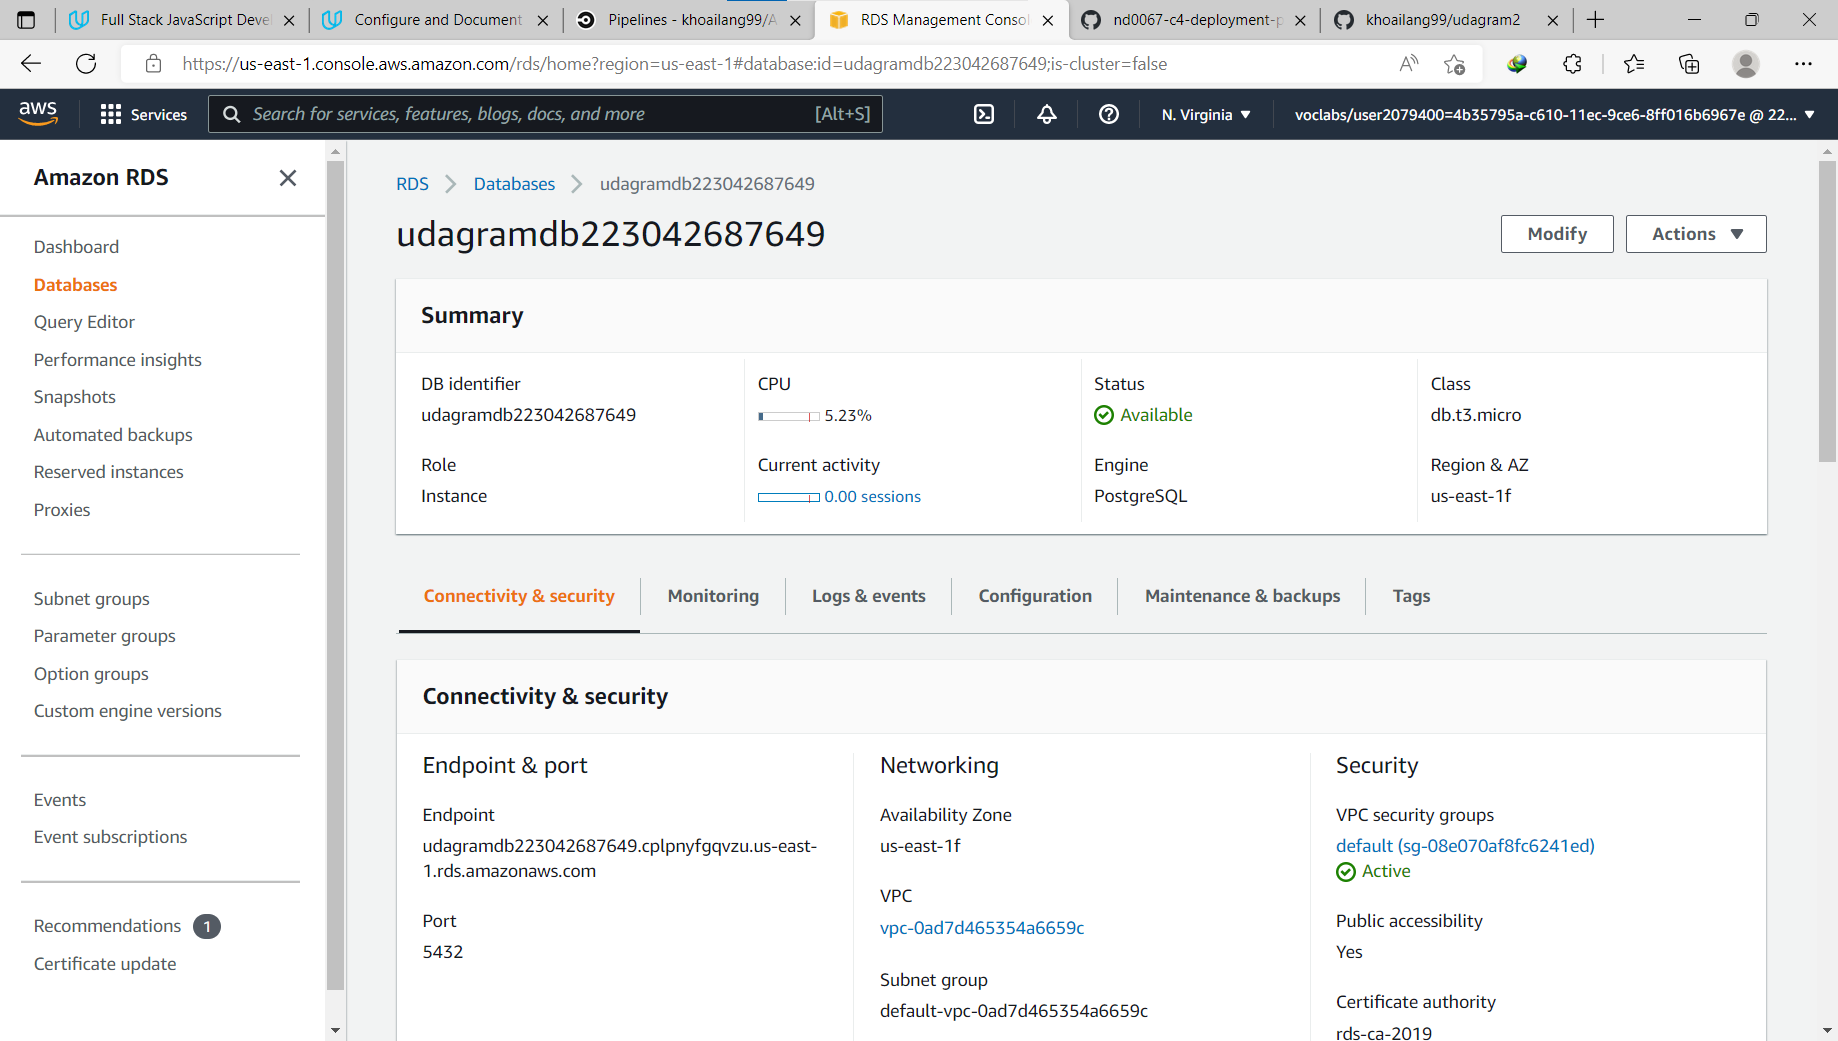 Full Stack JavaScript Devel
Configure and Document
Pipelines - khoailang99/A
RDS Management Consol
nd0067-c4-deployment-p
khoailang99/udagram2
https://us-east-1.console.aws.amazon.com/rds/home?region=us-east-1#database:id=udagramdb223042687649;is-cluster=false
aws
Services
Search for services, features, blogs, docs, and more
[Alt+S]
N. Virginia
voclabs/user2079400=4b35795a-c610-11ec-9ce6-8ff016b6967e @ 22...
Amazon RDS
Dashboard
Databases
Query Editor
Performance insights
Snapshots
Automated backups
Reserved instances
Proxies
Subnet groups
Parameter groups
Option groups
Custom engine versions
Events
Event subscriptions
Recommendations 1
Certificate update
RDS > Databases > udagramdb223042687649
udagramdb223042687649
Modify
Actions
Summary
DB identifier
udagramdb223042687649
CPU
5.23%
Status
Available
Class
db.t3.micro
Role
Instance
Current activity
0.00 sessions
Engine
PostgreSQL
Region & AZ
us-east-1f
Connectivity & security
Monitoring
Logs & events
Configuration
Maintenance & backups
Tags
Connectivity & security
Endpoint & port
Endpoint
udagramdb223042687649.cplpnyfgqvzu.us-east-
1.rds.amazonaws.com
Port
5432
Networking
Availability Zone
us-east-1f
VPC
vpc-0ad7d465354a6659c
Subnet group
default-vpc-0ad7d465354a6659c
Security
VPC security groups
default (sg-08e070af8fc6241ed)
Active
Public accessibility
Yes
Certificate authority
rds-ca-2019